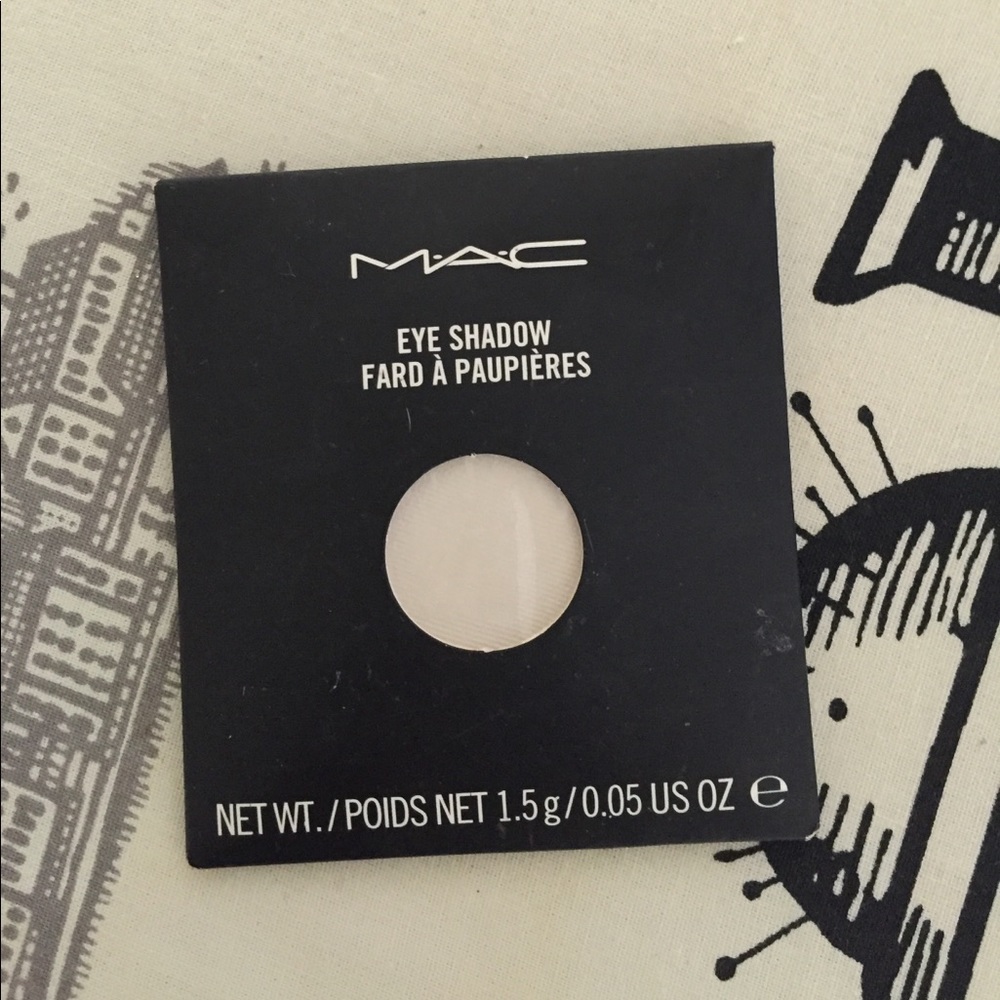 M·A·C
EYE SHADOW
FARD À PAUPIÈRES
NET WT./POIDS NET 1.5 g/0.05 US OZ ℮